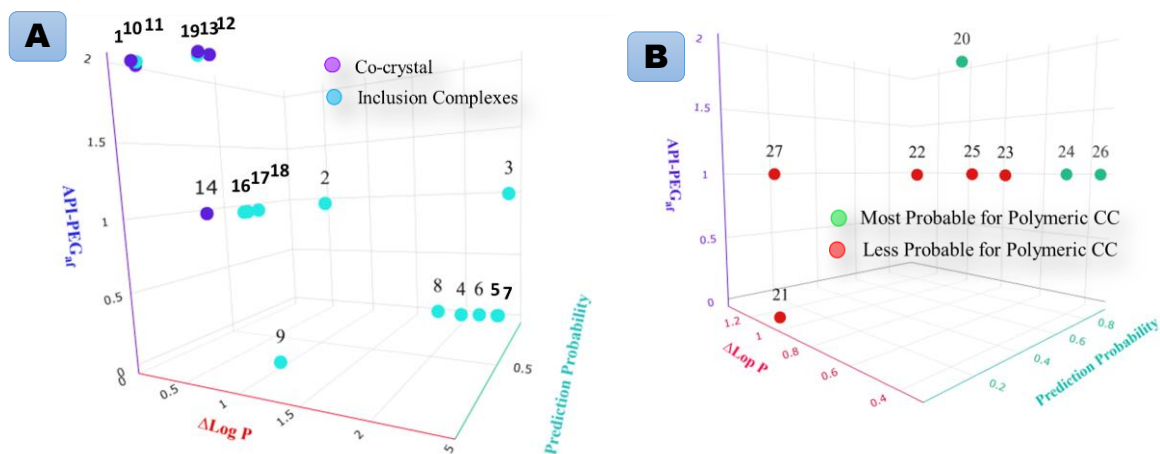 A
1 10 11
19 13 12
Co-crystal
Inclusion Complexes
2
1.5
1
0.5
0
0
API-PEGaf
14
16 17 18
2
3
8 4 6 5 7
9
0.5
1
1.5
2
5
ΔLog P
0.5
Prediction Probability
B
20
27
22
25
23
24
26
21
Most Probable for Polymeric CC
Less Probable for Polymeric CC
2
1.5
1
0.5
0
API-PEGaf
1.2
1
0.8
0.6
0.4
ΔLop P
0.2
0.4
0.6
0.8
Prediction Probability